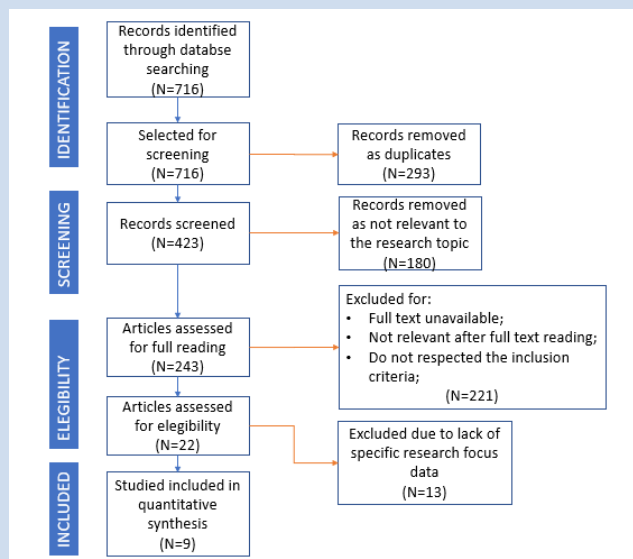 IDENTIFICATION
Records identified
through databse
searching
(N=716)
Selected for
screening
(N=716)
Records removed
as duplicates
(N=293)
SCREENING
Records screened
(N=423)
Records removed
as not relevant to
the research topic
(N=180)
ELEGIBILITY
Articles assessed
for full reading
(N=243)
Excluded for:
• Full text unavailable;
• Not relevant after full text reading;
• Do not respected the inclusion
criteria;
(N=221)
Articles assessed
for elegibility
(N=22)
Excluded due to lack of
specific research focus
data
(N=13)
INCLUDED
Studied included in
quantitative
synthesis
(N=9)